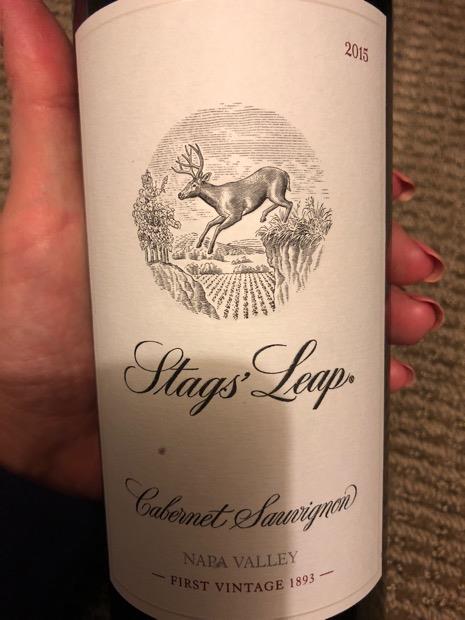 2015
Stags' Leap®
Cabernet Sauvignon
NAPA VALLEY
— FIRST VINTAGE 1893 —